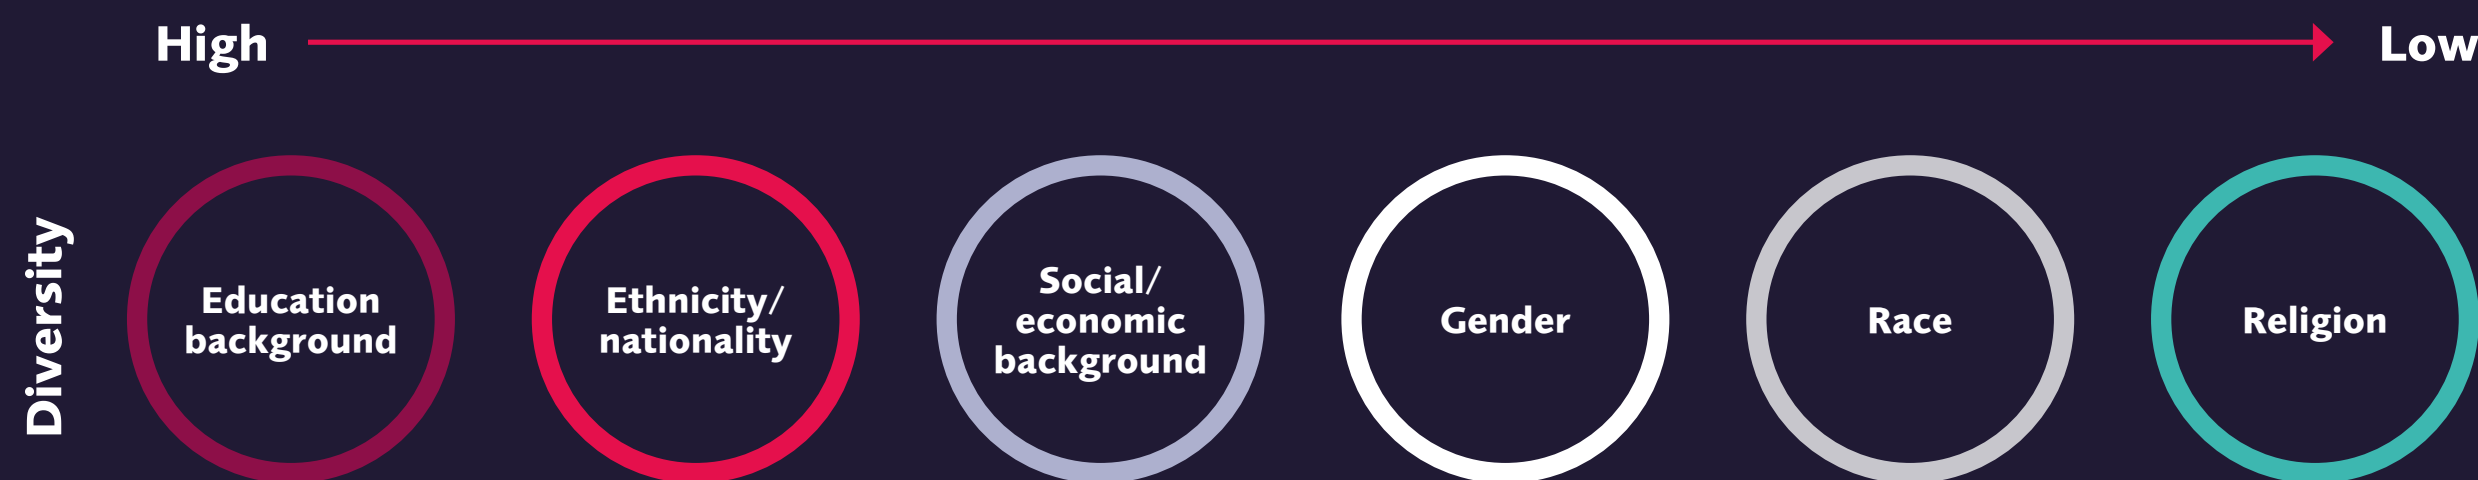 High
Low
Diversity
Education
background
Ethnicity/
nationality
Social/
economic
background
Gender
Race
Religion